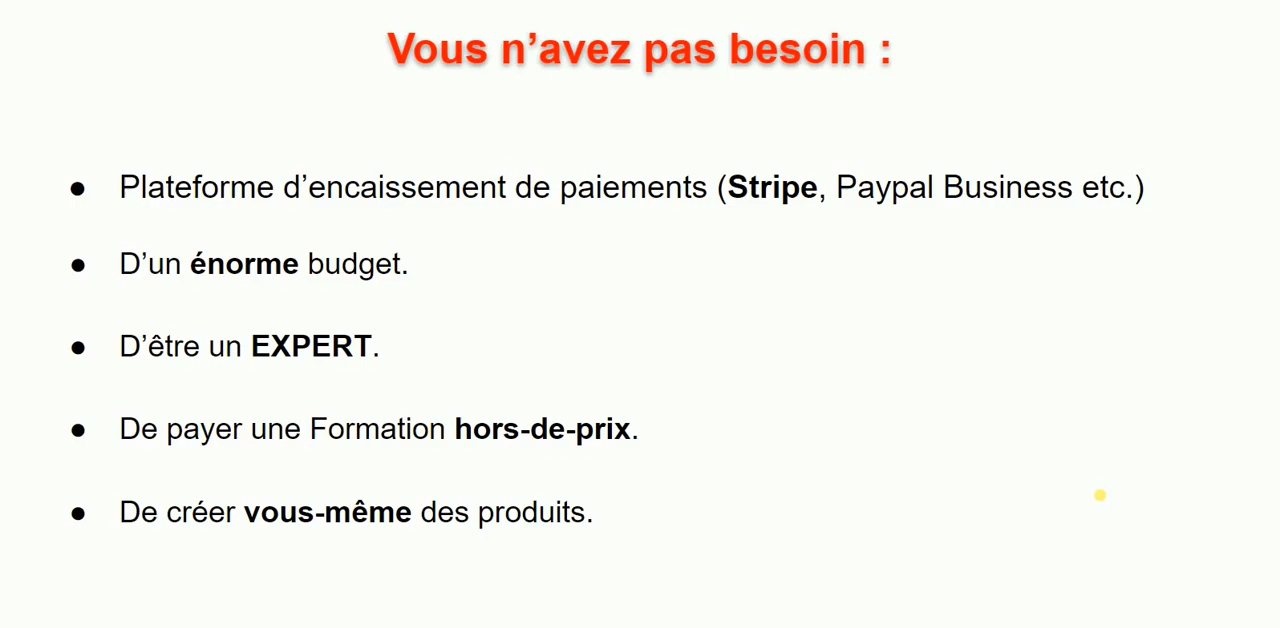 Vous n’avez pas besoin :
● Plateforme d’encaissement de paiements (Stripe, Paypal Business etc.)
● D’un énorme budget.
● D’être un EXPERT.
● De payer une Formation hors-de-prix.
● De créer vous-même des produits.